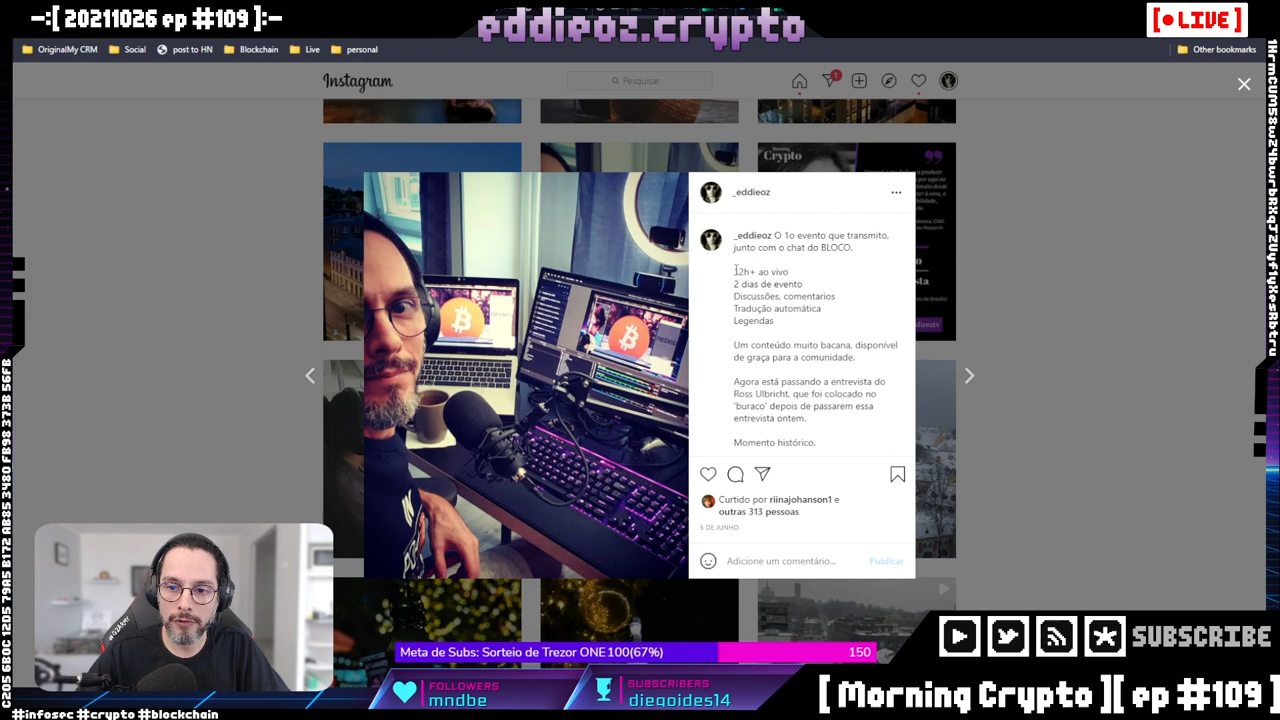 -:[ 20211026 ep #109 ]:-
eddieoz.crypto
[ LIVE ]
OriginalMy CRM
Social
post to HN
Blockchain
Live
personal
Other bookmarks
Instagram
Pesquisar
1
Morning
Crypto
_eddieoz
_eddieoz O 1o evento que transmito,
junto com o chat do BLOCO.
12h+ ao vivo
2 dias de evento
Discussões, comentarios
Tradução automática
Legendas
Um conteúdo muito bacana, disponível
de graça para a comunidade.
Agora está passando a entrevista do
Ross Ulbricht, que foi colocado no
'buraco' depois de passarem essa
entrevista ontem.
Momento histórico.
Curtido por riinajohanson1 e
outras 313 pessoas
5 DE JUNHO
Adicione um comentário...
Publicar
Meta de Subs: Sorteio de Trezor ONE
100(67%)
150
FOLLOWERS
mndbe
SUBSCRIBERS
diegoides14
SUBSCRIBE
[ Morning Crypto ][ ep #109 ]
#crypto #blockchain